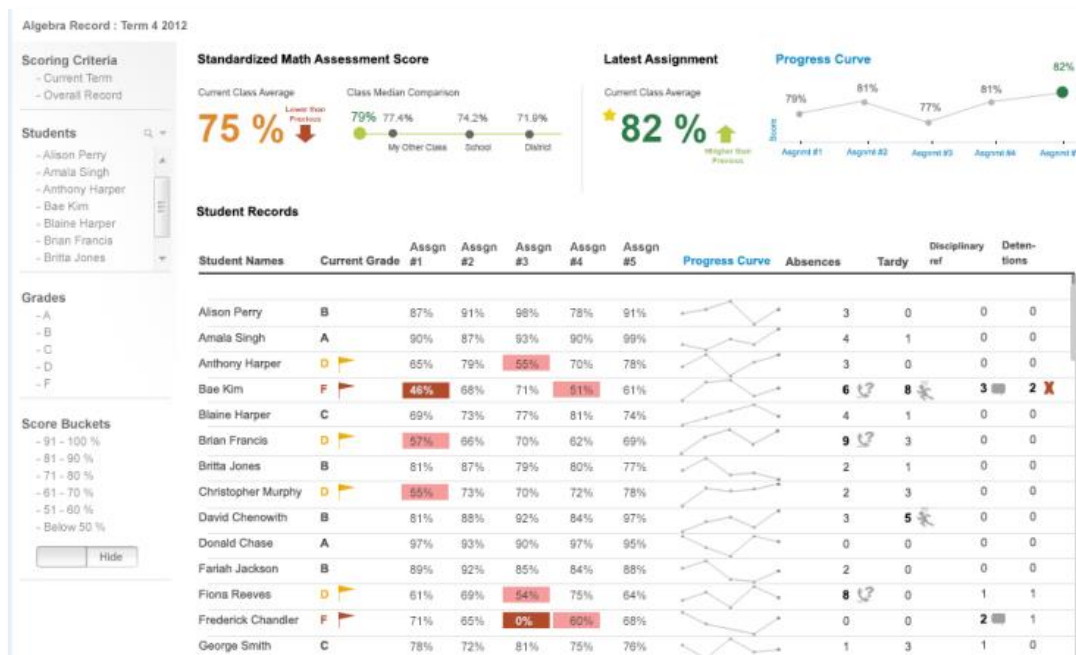 Algebra Record : Term 4 2012
Scoring Criteria
- Current Term
- Overall Record
Students
- Alison Perry
- Amala Singh
- Anthony Harper
- Bae Kim
- Blaine Harper
- Brian Francis
- Britta Jones
Grades
- A
- B
- C
- D
- F
Score Buckets
- 91 - 100 %
- 81 - 90 %
- 71 - 80 %
- 61 - 70 %
- 51 - 60 %
- Below 50 %
Hide
Standardized Math Assessment Score
Current Class Average
75 %
Lower than
Previous
Class Median Comparison
79% 77.4% 74.2% 71.9%
My Other Class School District
Latest Assignment
Current Class Average
82 %
Higher than
Previous
Progress Curve
79% 81% 77% 81% 82%
Score
Asgnmt #1 Asgnmt #2 Asgnmt #3 Asgnmt #4 Asgnmt #
Student Records
Student Names Current Grade Assgn #1 Assgn #2 Assgn #3 Assgn #4 Assgn #5 Progress Curve Absences Tardy Disciplinary ref Deten-tions
Alison Perry B 87% 91% 98% 78% 91% 3 0 0 0
Amala Singh A 90% 87% 93% 90% 99% 4 1 0 0
Anthony Harper D 65% 79% 55% 70% 78% 3 0 0 0
Bae Kim F 46% 68% 71% 51% 61% 6 8 3 2 X
Blaine Harper C 69% 73% 77% 81% 74% 4 1 0 0
Brian Francis D 57% 66% 70% 62% 69% 9 3 0 0
Britta Jones B 81% 87% 79% 80% 77% 2 1 0 0
Christopher Murphy D 55% 73% 70% 72% 78% 2 3 0 0
David Chenowith B 81% 88% 92% 84% 97% 3 5 0 0
Donald Chase A 97% 93% 90% 97% 95% 0 0 0 0
Fariah Jackson B 89% 92% 85% 84% 88% 2 0 0 0
Fiona Reeves D 61% 69% 54% 75% 64% 8 0 1 1
Frederick Chandler F 71% 65% 0% 60% 68% 0 0 2 1
George Smith C 78% 72% 81% 75% 76% 1 3 1 0